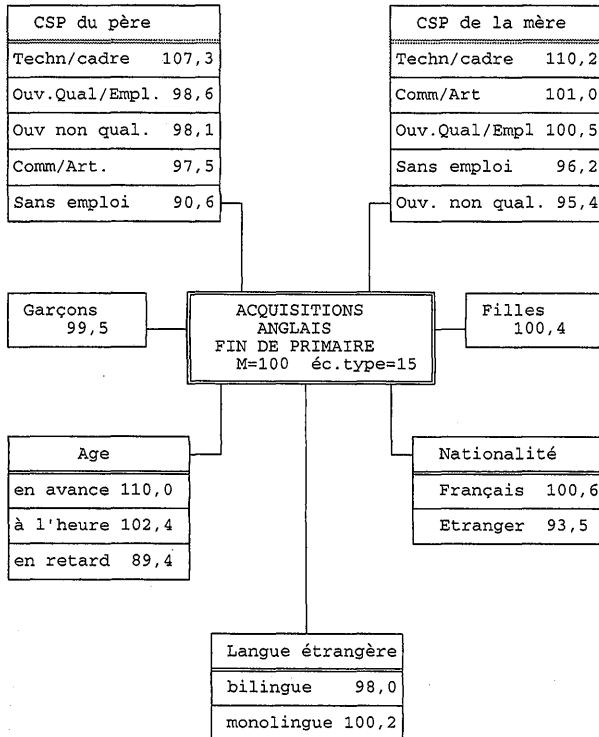 CSP du père
Techn/cadre 107,3
Ouv.Qual/Empl. 98,6
Ouv non qual. 98,1
Comm/Art. 97,5
Sans emploi 90,6
CSP de la mère
Techn/cadre 110,2
Comm/Art 101,0
Ouv.Qual/Empl 100,5
Sans emploi 96,2
Ouv. non qual. 95,4
Garçons
99,5
ACQUISITIONS
ANGLAIS
FIN DE PRIMAIRE
M=100 éc.type=15
Filles
100,4
Age
en avance 110,0
à l'heure 102,4
en retard 89,4
Nationalité
Français 100,6
Etranger 93,5
Langue étrangère
bilingue 98,0
monolingue 100,2